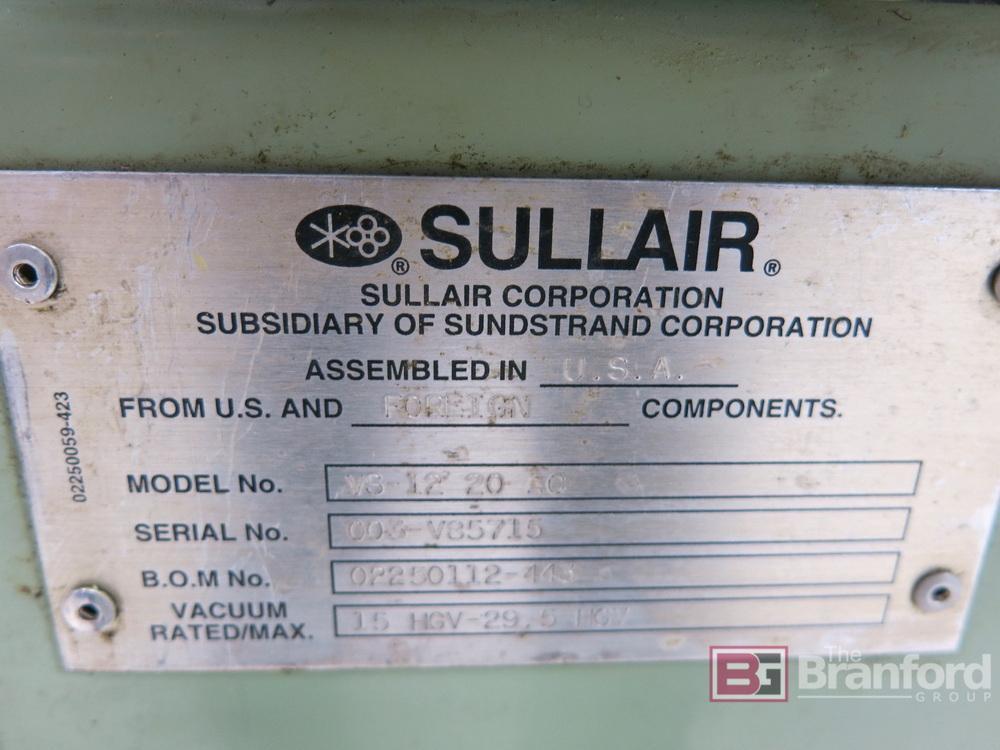 SULLAIR
SULLAIR CORPORATION
SUBSIDIARY OF SUNDSTRAND CORPORATION
ASSEMBLED IN U.S.A.
FROM U.S. AND FOREIGN COMPONENTS.
MODEL No. VS-12 20 AC
SERIAL No. 003-V85715
B.O.M No. 02250112-443
VACUUM RATED/MAX. 15 HGV-29.5 HGV
02250059-423
BG The Branford GROUP